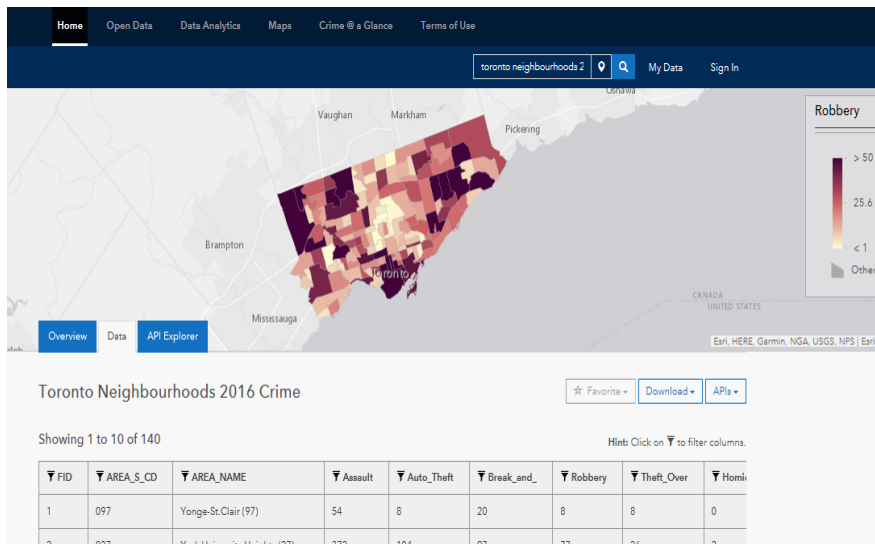 Home Open Data Data Analytics Maps Crime @ a Glance Terms of Use
toronto neighbourhoods 2 My Data Sign In
Oshawa
Vaughan Markham
Pickering
Robbery
> 50
25.6
< 1
Other
Brampton
Toronto
CANADA
UNITED STATES
Mississauga
Overview Data API Explorer
Esri, HERE, Garmin, NGA, USGS, NPS | Esri
Toronto Neighbourhoods 2016 Crime
Favorite Download APIs
Showing 1 to 10 of 140
Hint: Click on to filter columns.
FID AREA_S_CD AREA_NAME Assault Auto_Theft Break_and_ Robbery Theft_Over Homi
1 097 Yonge-St.Clair (97) 54 8 20 8 8 0